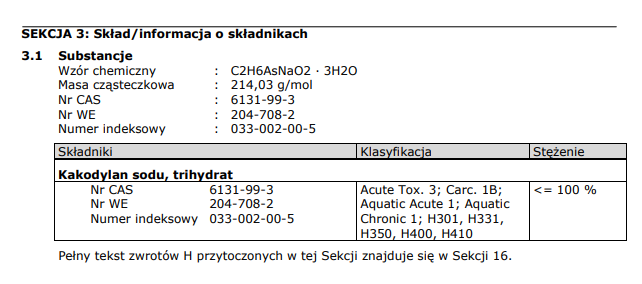 SEKCJA 3: Skład/informacja o składnikach
3.1 Substancje
Wzór chemiczny : C2H6AsNaO2 · 3H2O
Masa cząsteczkowa : 214,03 g/mol
Nr CAS : 6131-99-3
Nr WE : 204-708-2
Numer indeksowy : 033-002-00-5
Składniki Klasyfikacja Stężenie
Kakodylan sodu, trihydrat
Nr CAS 6131-99-3 Acute Tox. 3; Carc. 1B; <= 100 %
Nr WE 204-708-2 Aquatic Acute 1; Aquatic
Numer indeksowy 033-002-00-5 Chronic 1; H301, H331,
H350, H400, H410
Pełny tekst zwrotów H przytoczonych w tej Sekcji znajduje się w Sekcji 16.